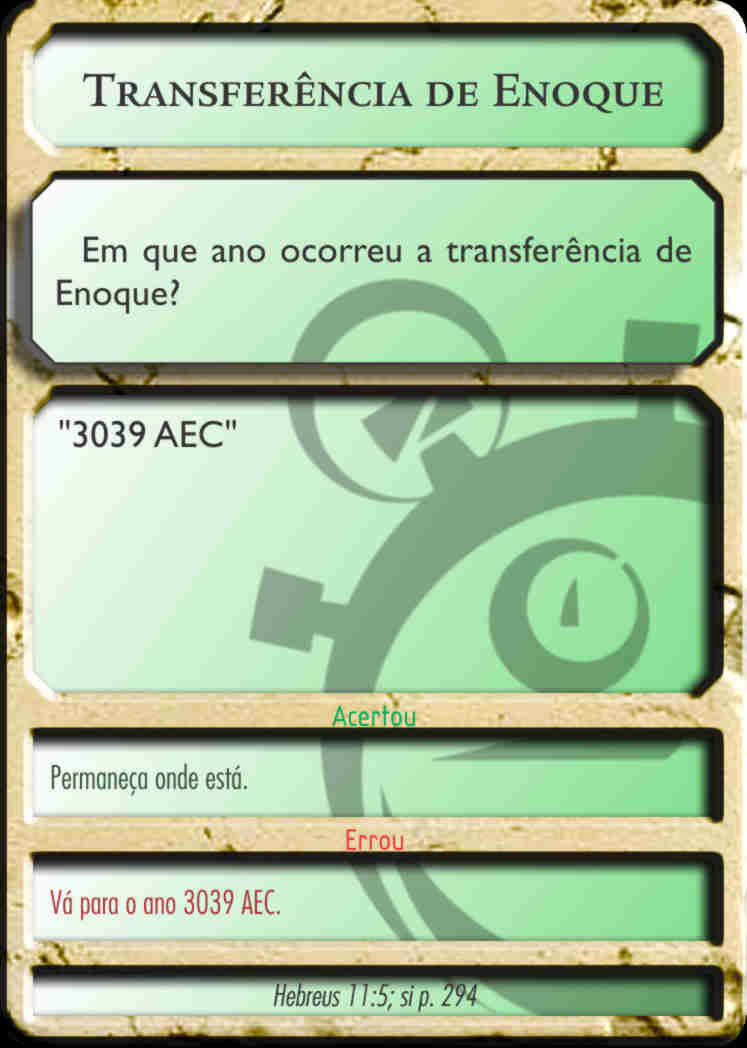 Transferência de Enoque
Em que ano ocorreu a transferência de
Enoque?
"3039 AEC"
Acertou
Permaneça onde está.
Errou
Vá para o ano 3039 AEC.
Hebreus 11:5; si p. 294